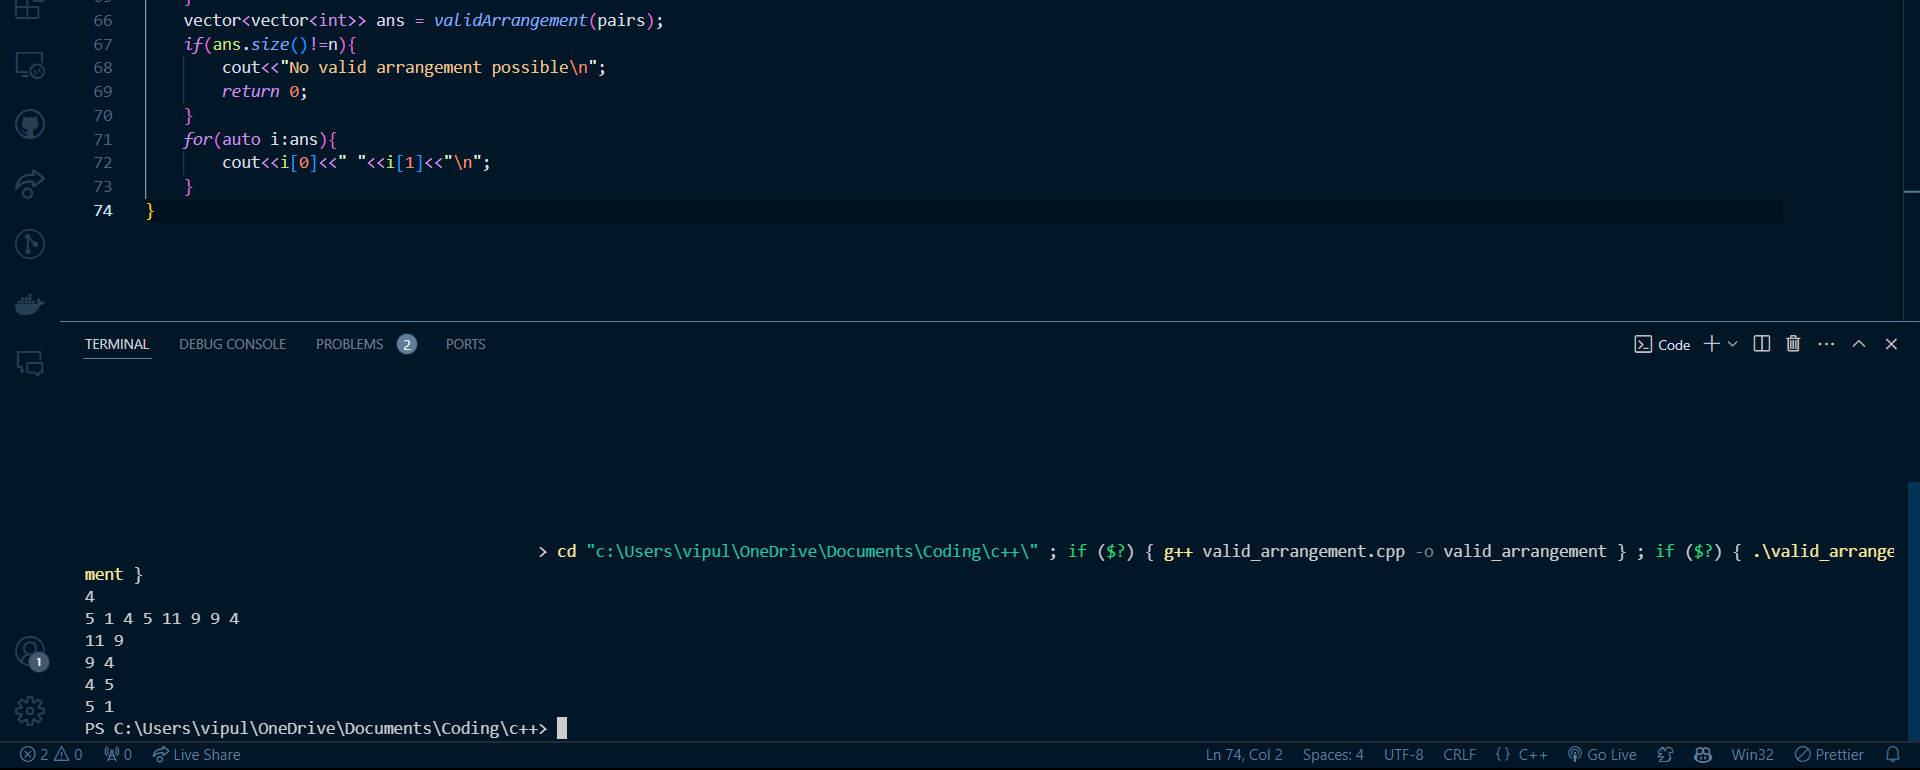 66 vector<vector<int>> ans = validArrangement(pairs);
67 if(ans.size()!=n){
68 cout<<"No valid arrangement possible\n";
69 return 0;
70 }
71 for(auto i:ans){
72 cout<<i[0]<<" "<<i[1]<<"\n";
73 }
74 }
TERMINAL DEBUG CONSOLE PROBLEMS 2 PORTS Code
> cd "c:\Users\vipul\OneDrive\Documents\Coding\c++\" ; if ($?) { g++ valid_arrangement.cpp -o valid_arrangement } ; if ($?) { .\valid_arrange
ment }
4
5 1 4 5 11 9 9 4
11 9
9 4
4 5
5 1
1
PS C:\Users\vipul\OneDrive\Documents\Coding\c++>
2 0 0 Live Share Ln 74, Col 2 Spaces: 4 UTF-8 CRLF {} C++ Go Live Win32 Prettier